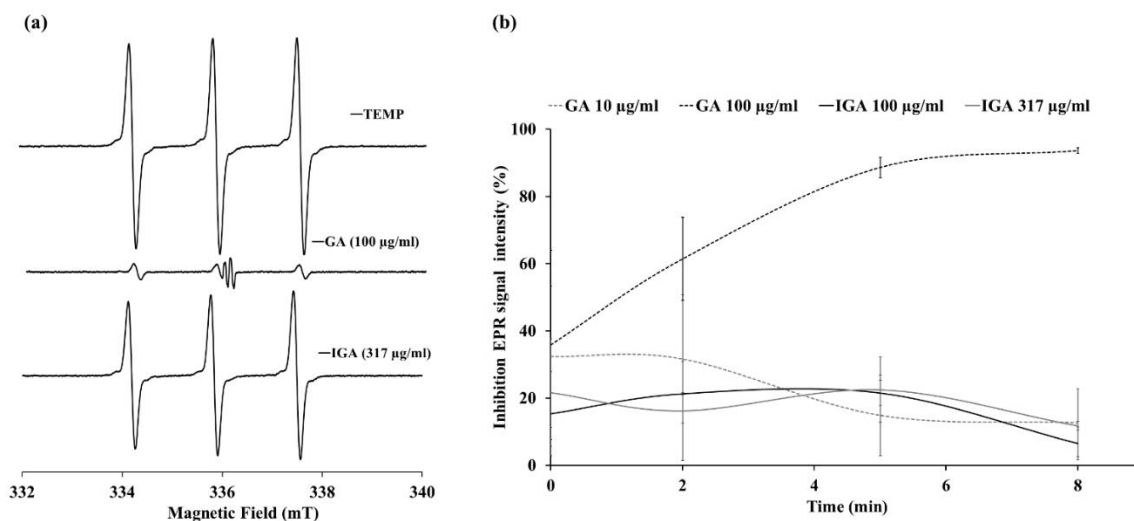 (a)
—TEMP
—GA (100 µg/ml)
—IGA (317 µg/ml)
332 334 336 338 340
Magnetic Field (mT)
(b)
GA 10 µg/ml GA 100 µg/ml IGA 100 µg/ml IGA 317 µg/ml
100
80
60
40
20
0
Inhibition EPR signal intensity (%)
0 2 4 6 8
Time (min)